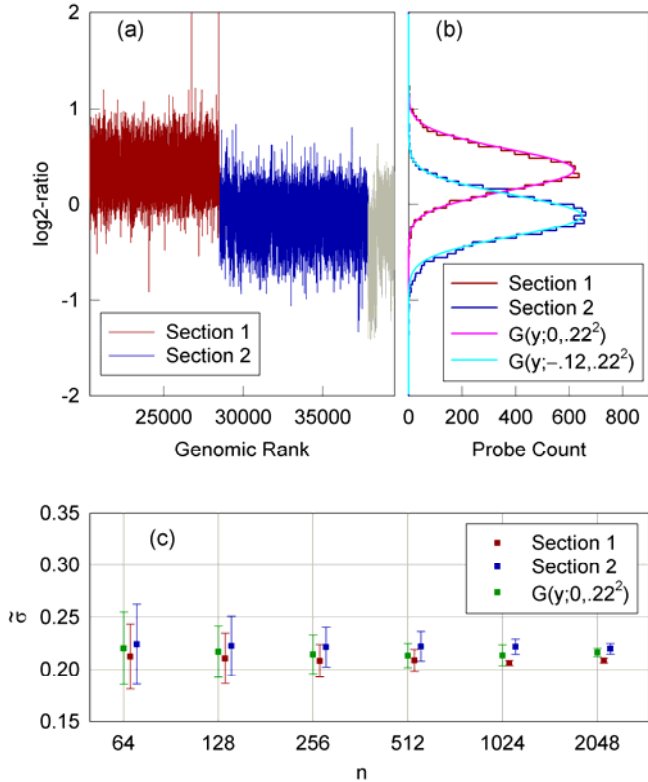 (a)
(b)
2
1
0
-1
-2
log2-ratio
Section 1
Section 2
25000 30000 35000
Genomic Rank
Section 1
Section 2
G(y;0,.22²)
G(y;−.12,.22²)
0 200 400 600 800
Probe Count
(c)
0.35
0.30
0.25
0.20
0.15
σ̃
Section 1
Section 2
G(y;0,.22²)
64 128 256 512 1024 2048
n